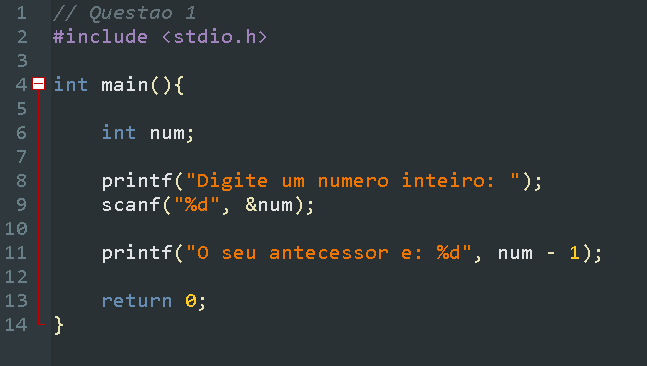 1 // Questao 1
2 #include <stdio.h>
3
4 int main(){
5
6 int num;
7
8 printf("Digite um numero inteiro: ");
9 scanf("%d", &num);
10
11 printf("O seu antecessor e: %d", num - 1);
12
13 return 0;
14 }